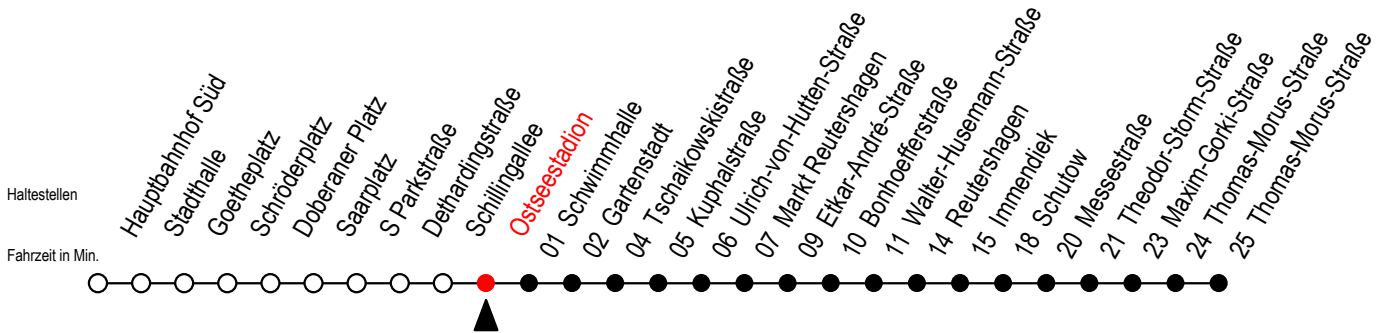 Hauptbahnhof Süd
Stadthalle
Goetheplatz
Schröderplatz
Doberaner Platz
Saarplatz
S Parkstraße
Dethardingstraße
Schillingallee
Ostseestadion
01 Schwimmhalle
02 Gartenstadt
04 Tschaikowskistraße
05 Kuphalstraße
06 Ulrich-von-Hutten-Straße
07 Markt Reutershagen
09 Etkar-André-Straße
10 Bonhoefferstraße
11 Walter-Husemann-Straße
14 Reutershagen
15 Immendiek
18 Schutow
20 Messestraße
21 Theodor-Storm-Straße
23 Maxim-Gorki-Straße
24 Thomas-Morus-Straße
25 Thomas-Morus-Straße
Haltestellen
Fahrzeit in Min.